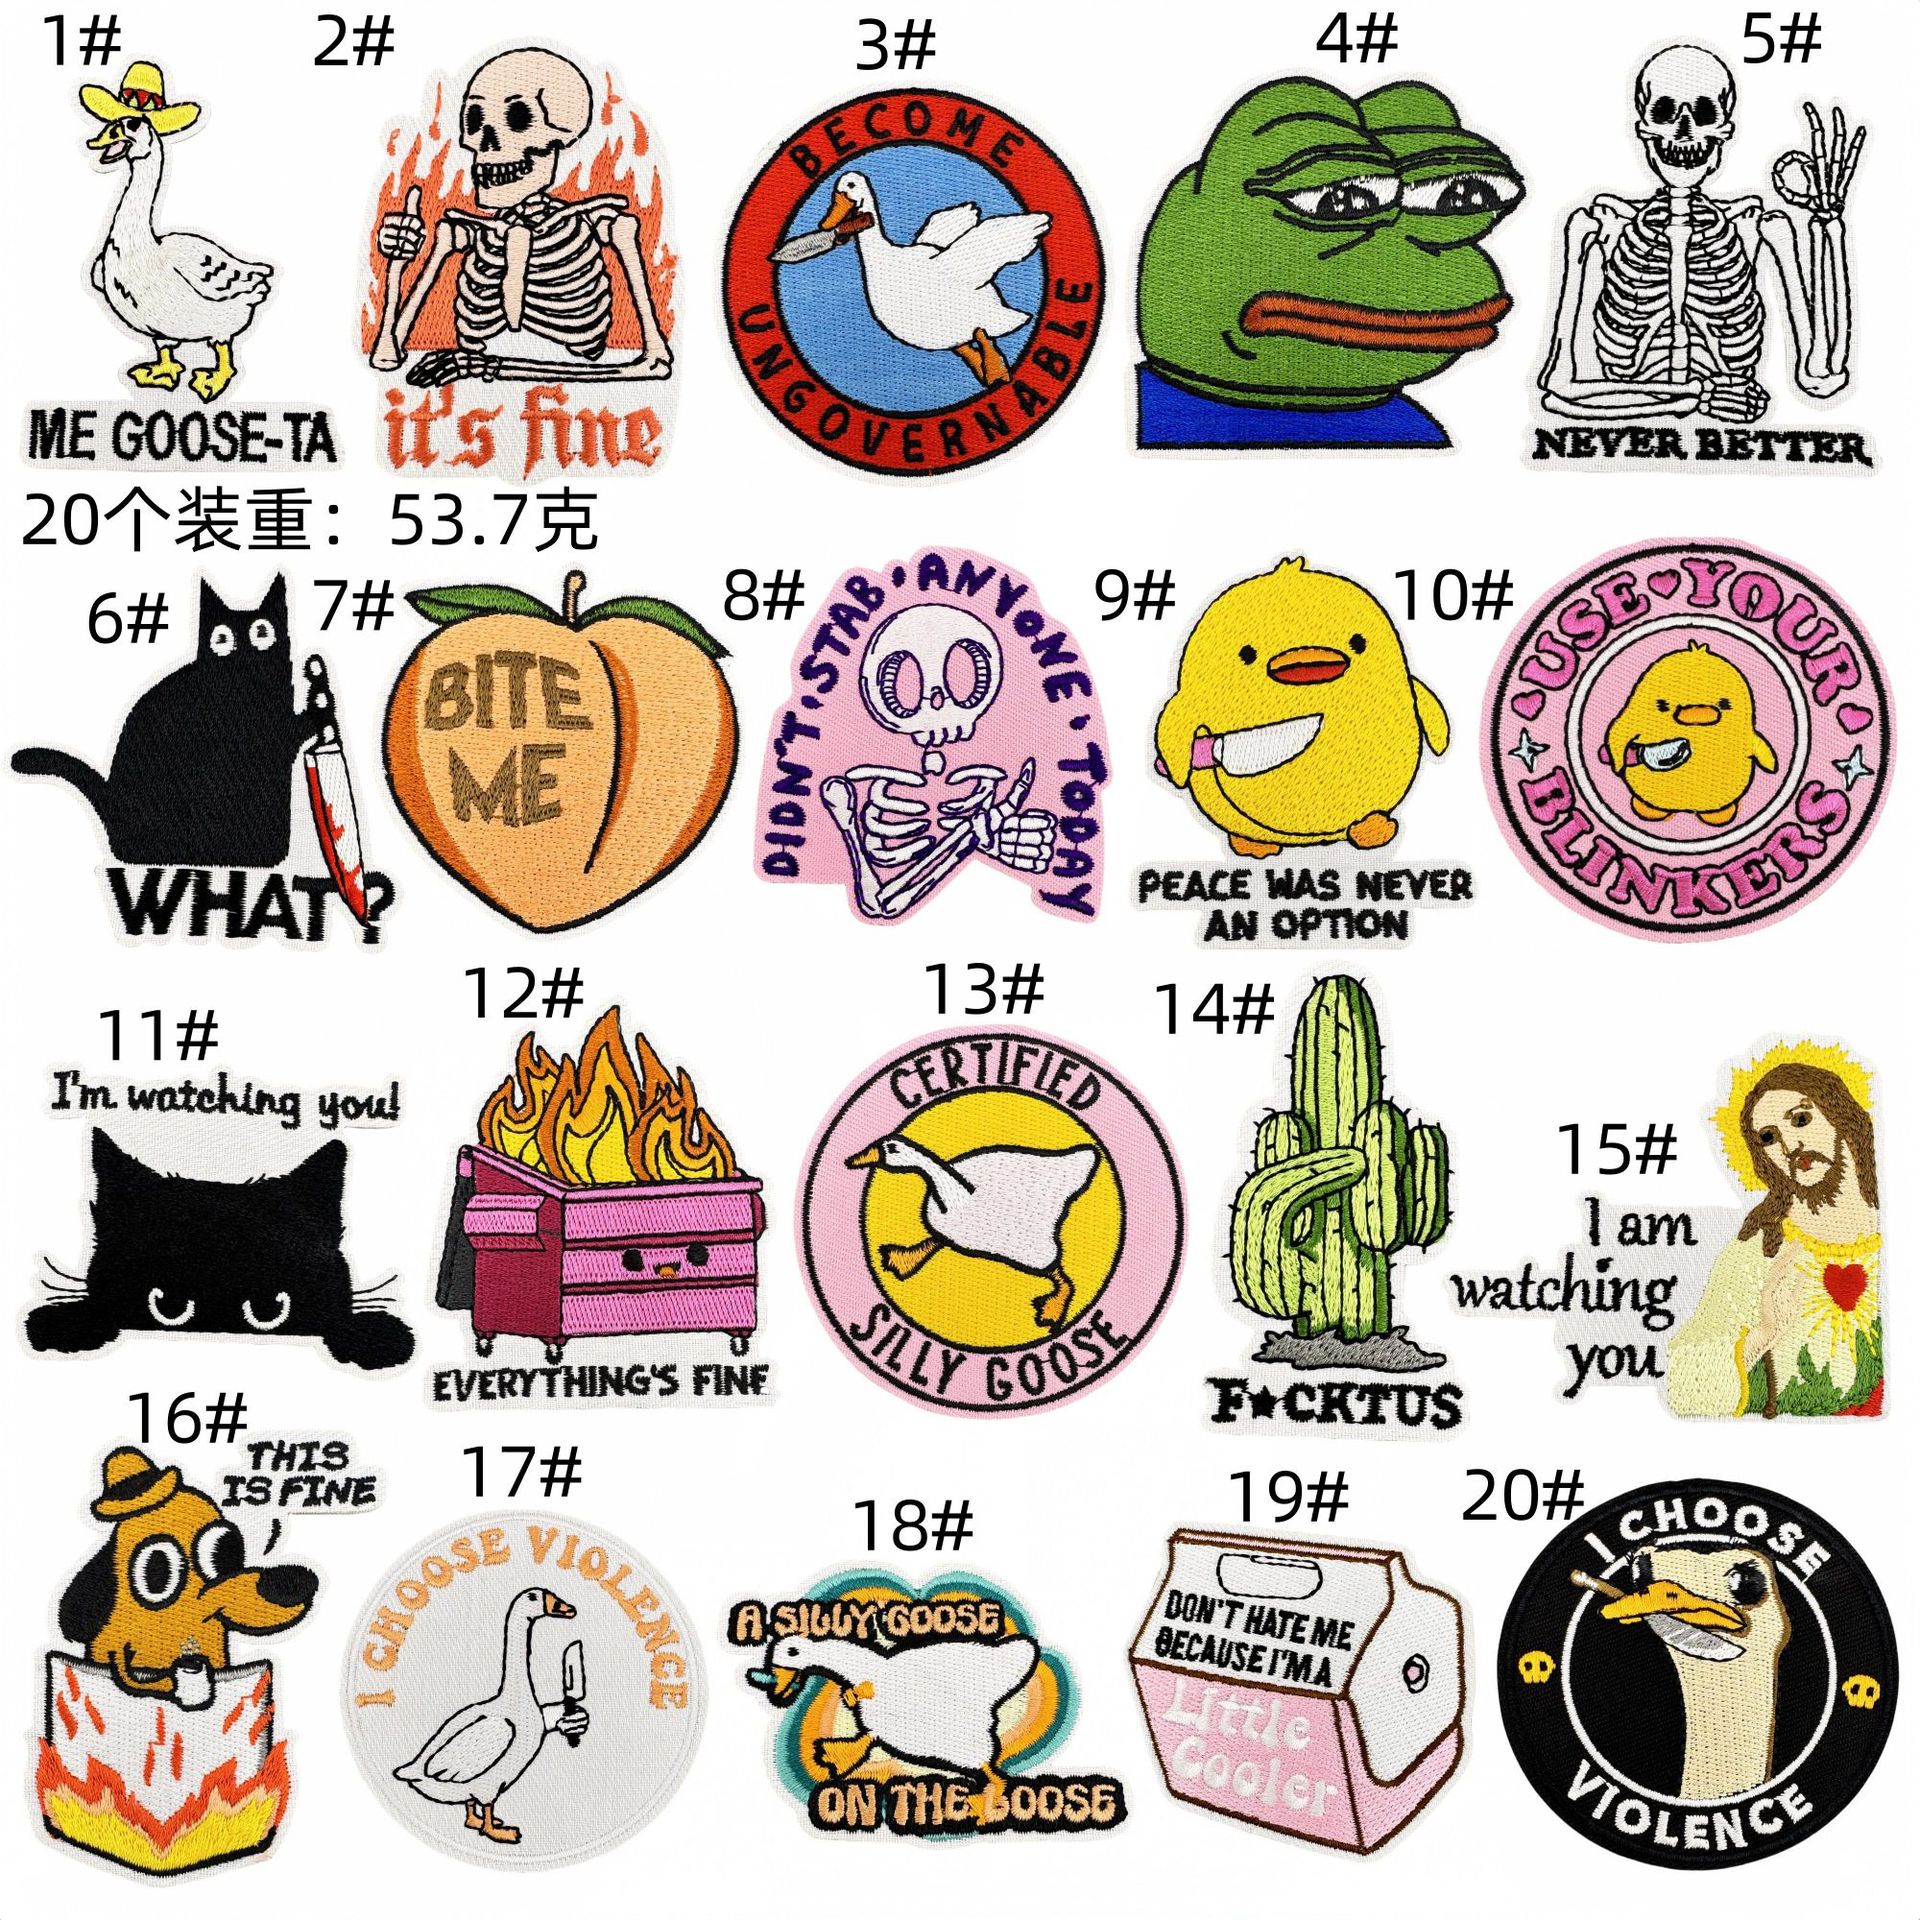 1#
ME GOOSE-TA
2#
it's fine
3#
BECOME
UNGOVERNABLE
4#
5#
NEVER BETTER
20个装重：53.7克
6#
WHAT?
7#
BITE
ME
8#
DIDN'T·STAB·ANYONE·TODAY
9#
PEACE WAS NEVER
AN OPTION
10#
USE YOUR
BLINKERS
11#
I'm watching you!
12#
EVERYTHING'S FINE
13#
CERTIFIED
SILLY GOOSE
14#
F★CKTUS
15#
I am
watching
you
16#
THIS
IS FINE
17#
I CHOOSE VIOLENCE
18#
A SILLY GOOSE
ON THE LOOSE
19#
DON'T HATE ME
BECAUSE I'M A
Little
Cooler
20#
I CHOOSE
VIOLENCE